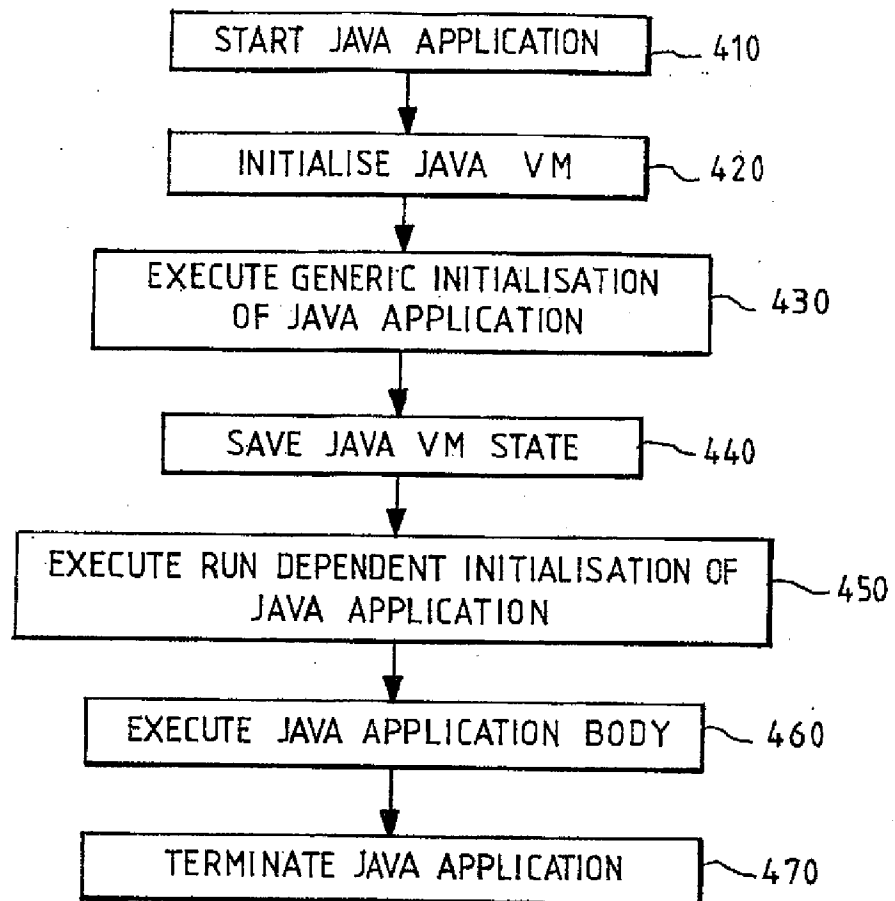 START JAVA APPLICATION 410
INITIALISE JAVA VM 420
EXECUTE GENERIC INITIALISATION
OF JAVA APPLICATION 430
SAVE JAVA VM STATE 440
EXECUTE RUN DEPENDENT INITIALISATION OF
JAVA APPLICATION 450
EXECUTE JAVA APPLICATION BODY 460
TERMINATE JAVA APPLICATION 470